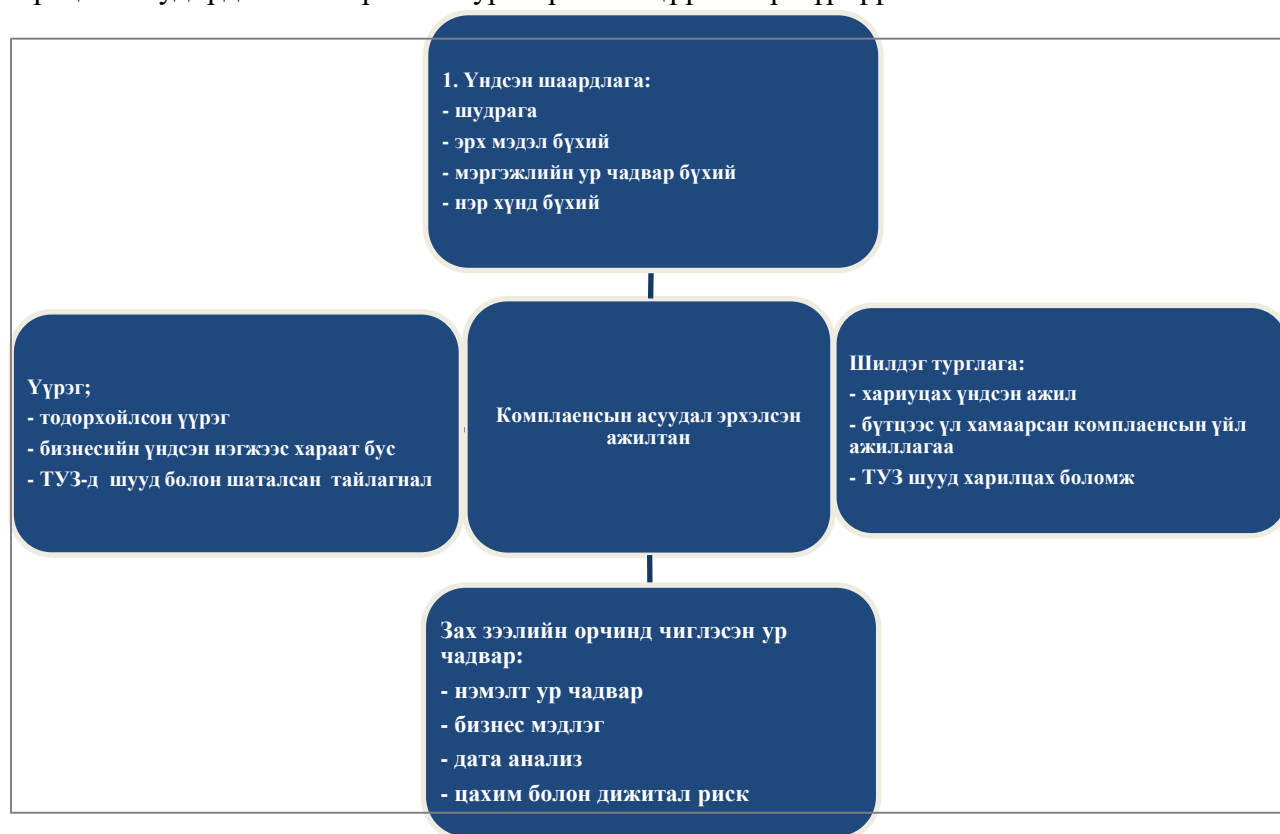 1. Үндсэн шаардлага:
- шудрага
- эрх мэдэл бүхий
- мэргэжлийн ур чадвар бүхий
- нэр хүнд бүхий
Үүрэг;
- тодорхойлсон үүрэг
- бизнесийн үндсэн нэгжээс хараат бус
- ТУЗ-д шууд болон шаталсан тайлагнал
Комплаенсын асуудал эрхэлсэн
ажилтан
Шилдэг турглага:
- хариуцах үндсэн ажил
- бүтцээс үл хамаарсан комплаенсын үйл
ажиллагаа
- ТУЗ шууд харилцах боломж
Зах зээлийн орчинд чиглэсэн ур
чадвар:
- нэмэлт ур чадвар
- бизнес мэдлэг
- дата анализ
- цахим болон дижитал риск